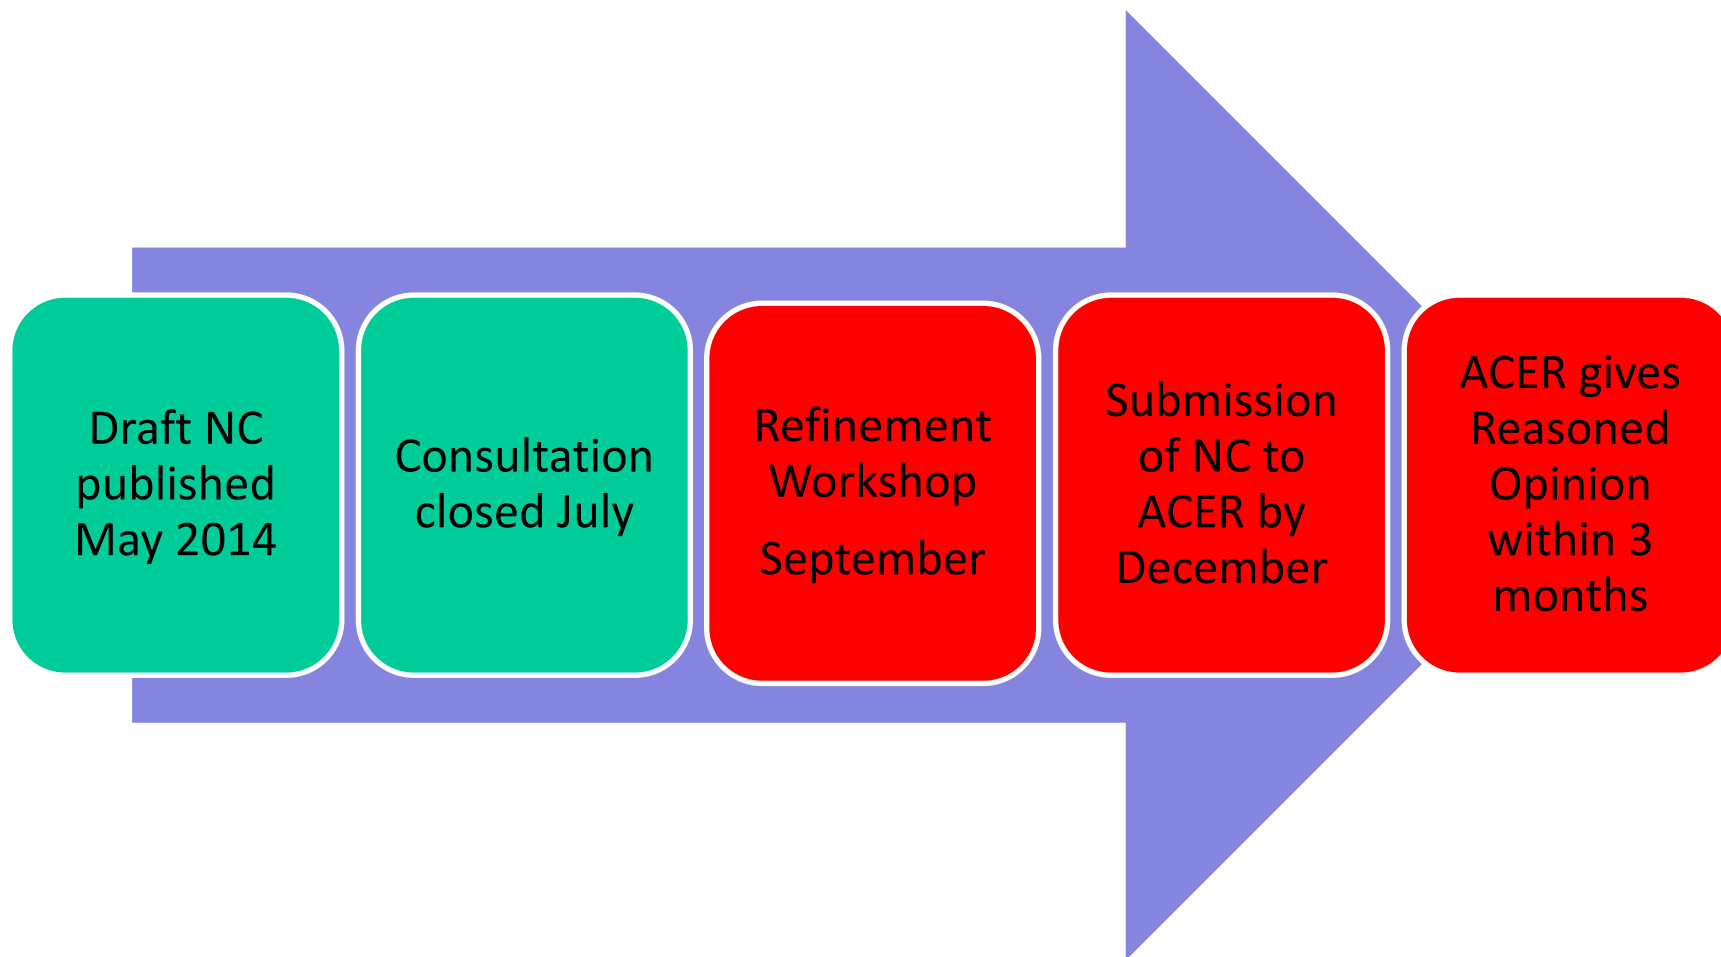 Draft NC
published
May 2014
Consultation
closed July
Refinement
Workshop
September
Submission
of NC to
ACER by
December
ACER gives
Reasoned
Opinion
within 3
months